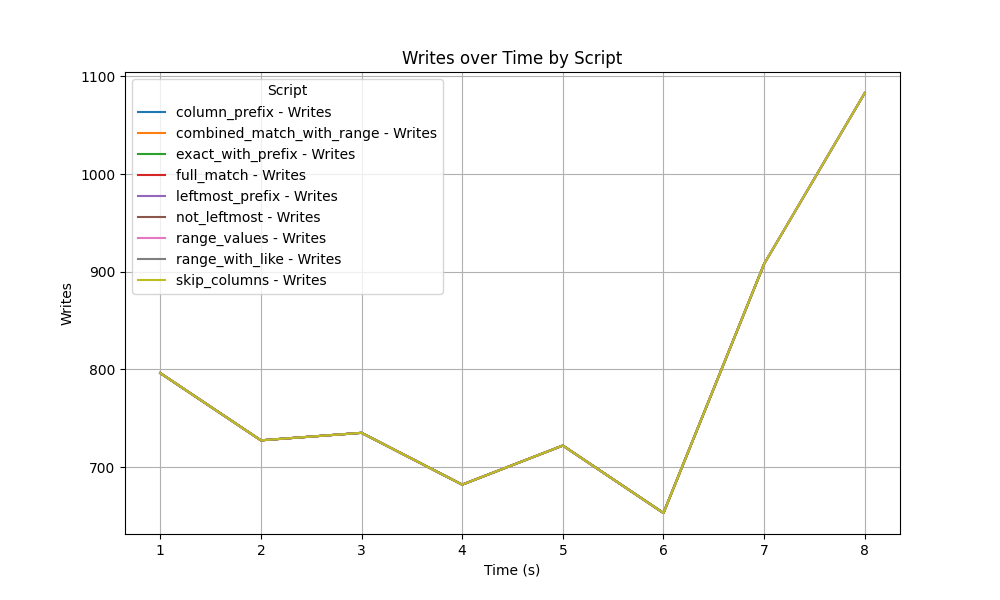 Writes over Time by Script
1100
1000
900
800
700
Writes
Script
column_prefix - Writes
combined_match_with_range - Writes
exact_with_prefix - Writes
full_match - Writes
leftmost_prefix - Writes
not_leftmost - Writes
range_values - Writes
range_with_like - Writes
skip_columns - Writes
1 2 3 4 5 6 7 8
Time (s)